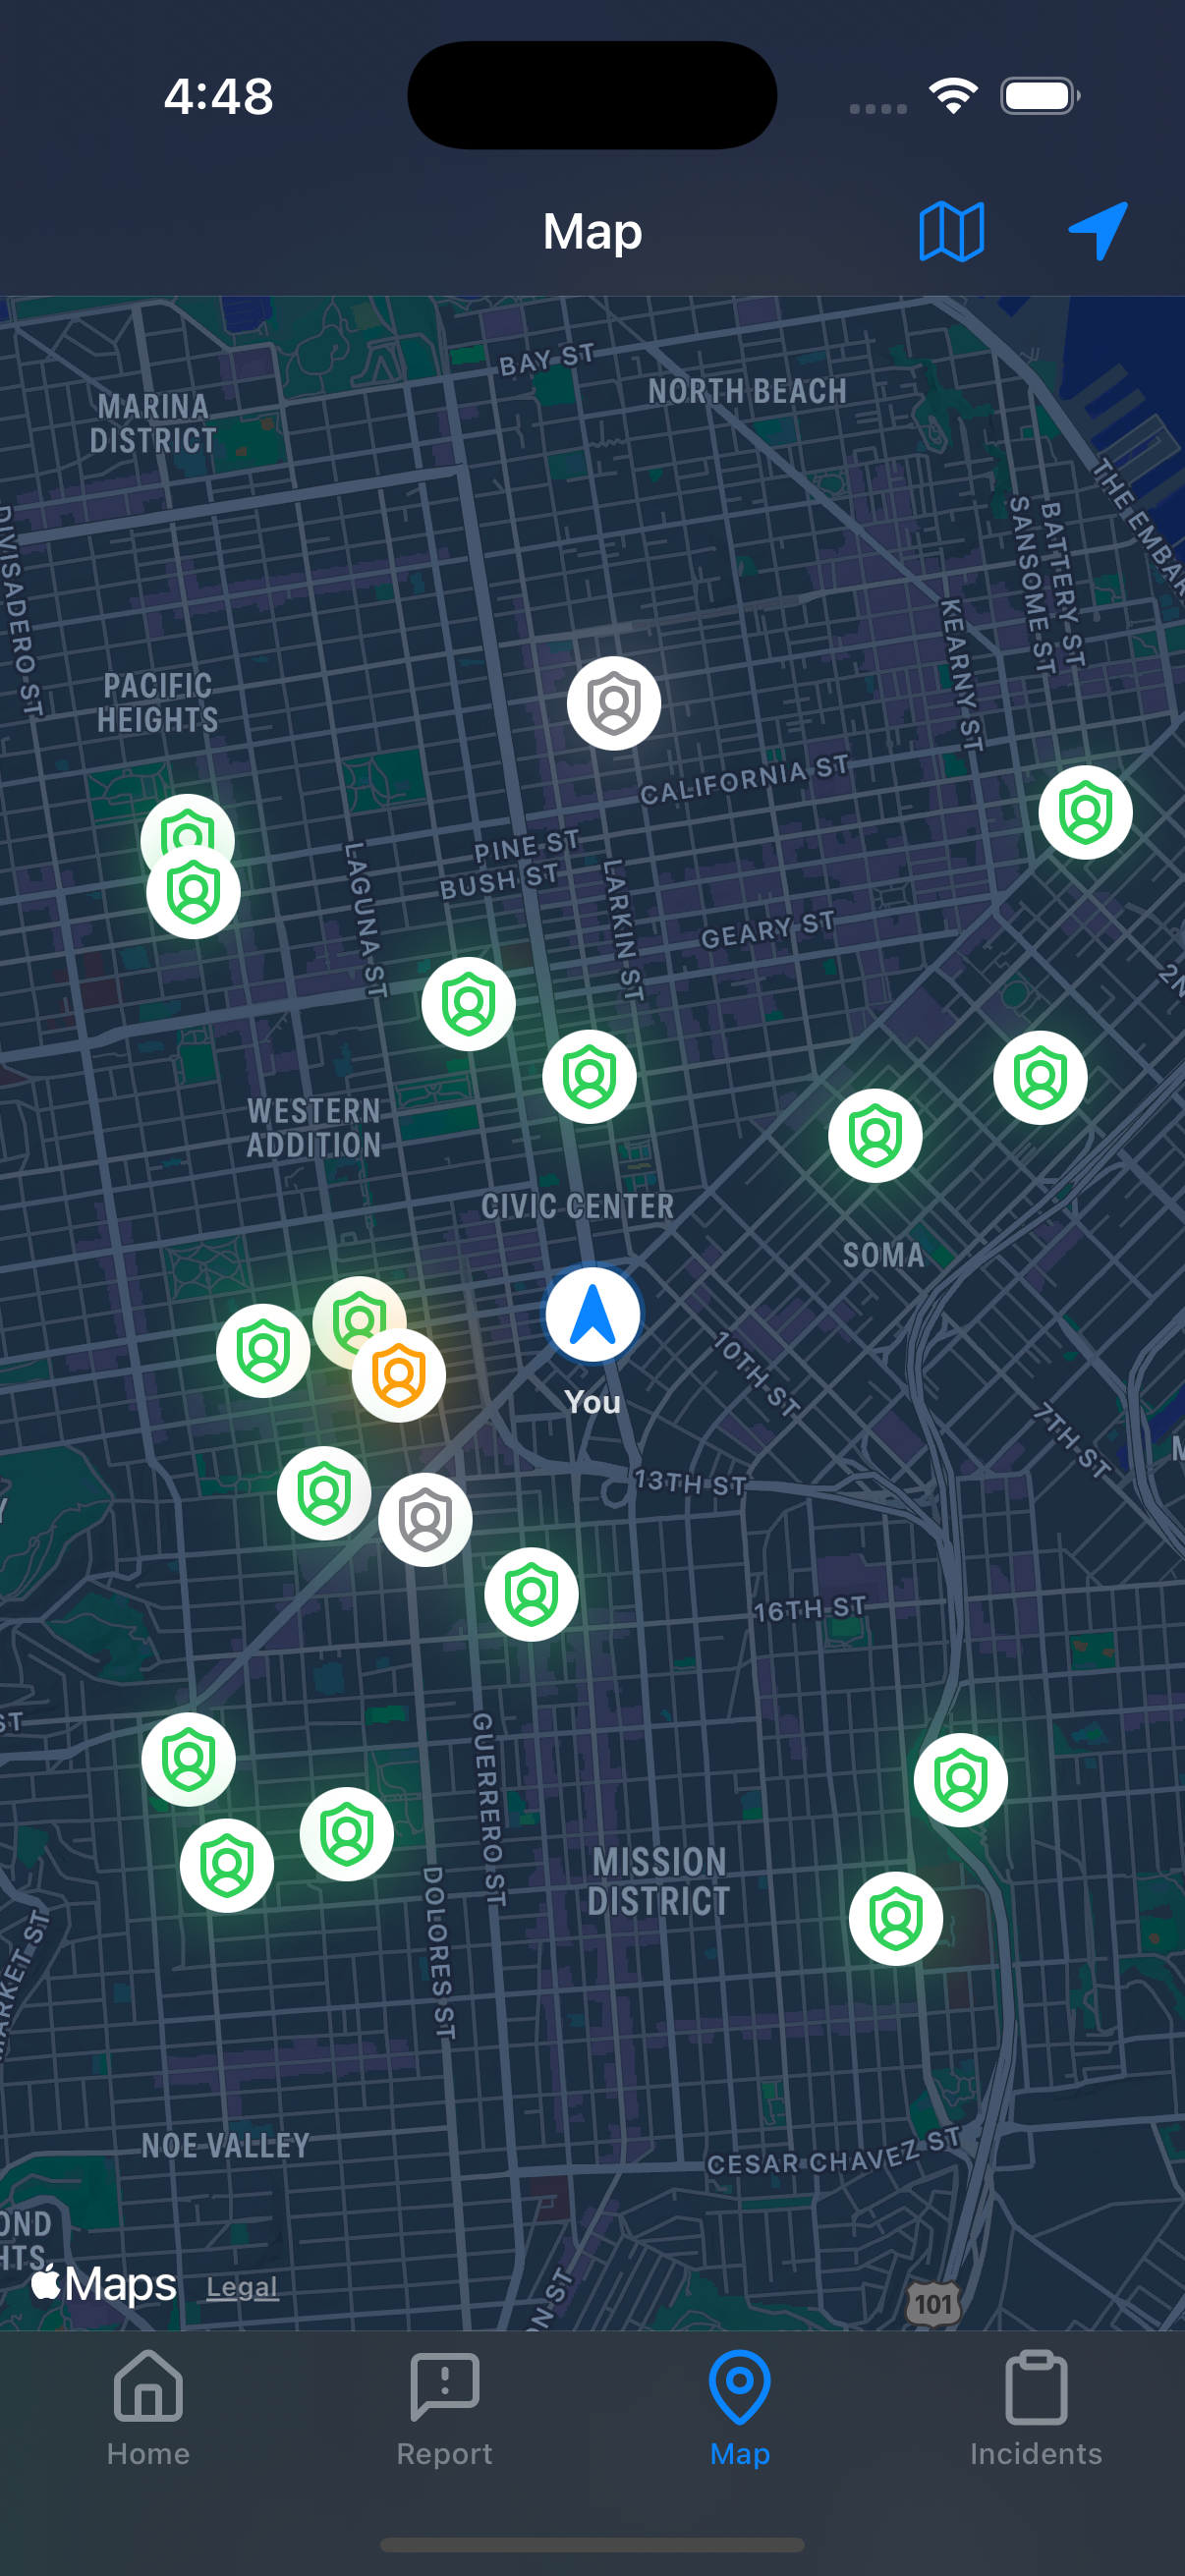 4:48
Map
BAY ST
NORTH BEACH
MARINA
DISTRICT
THE EMBAR
DIVISADERO ST
SANSOME ST
BATTERY ST
KEARNY ST
PACIFIC
HEIGHTS
CALIFORNIA ST
PINE ST
BUSH ST
LAGUNA ST
LARKIN ST
GEARY ST
2N
WESTERN
ADDITION
CIVIC CENTER
SOMA
You
10TH ST
7TH ST
M
Y
13TH ST
16TH ST
ST
GUERRERO ST
MISSION
DISTRICT
DOLORES ST
MARKET ST
NOE VALLEY
CESAR CHAVEZ ST
OND
HTS
Maps
Legal
ON ST
101
Home
Report
Map
Incidents